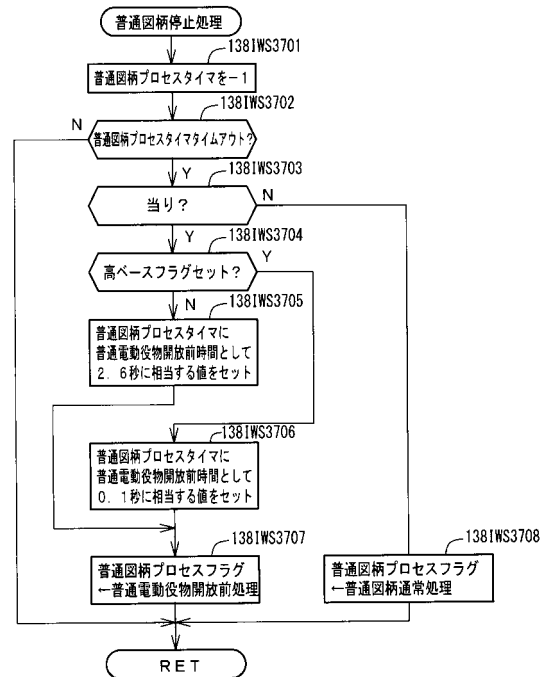 普通図柄停止処理
138IWS3701
普通図柄プロセスタイマを－1
138IWS3702
N
普通図柄プロセスタイマタイムアウト？
Y
138IWS3703
当り？
N
Y
138IWS3704
高ベースフラグセット？
Y
N
138IWS3705
普通図柄プロセスタイマに
普通電動役物開放前時間として
2．6秒に相当する値をセット
138IWS3706
普通図柄プロセスタイマに
普通電動役物開放前時間として
0．1秒に相当する値をセット
138IWS3707
普通図柄プロセスフラグ
←普通電動役物開放前処理
138IWS3708
普通図柄プロセスフラグ
←普通図柄通常処理
RET